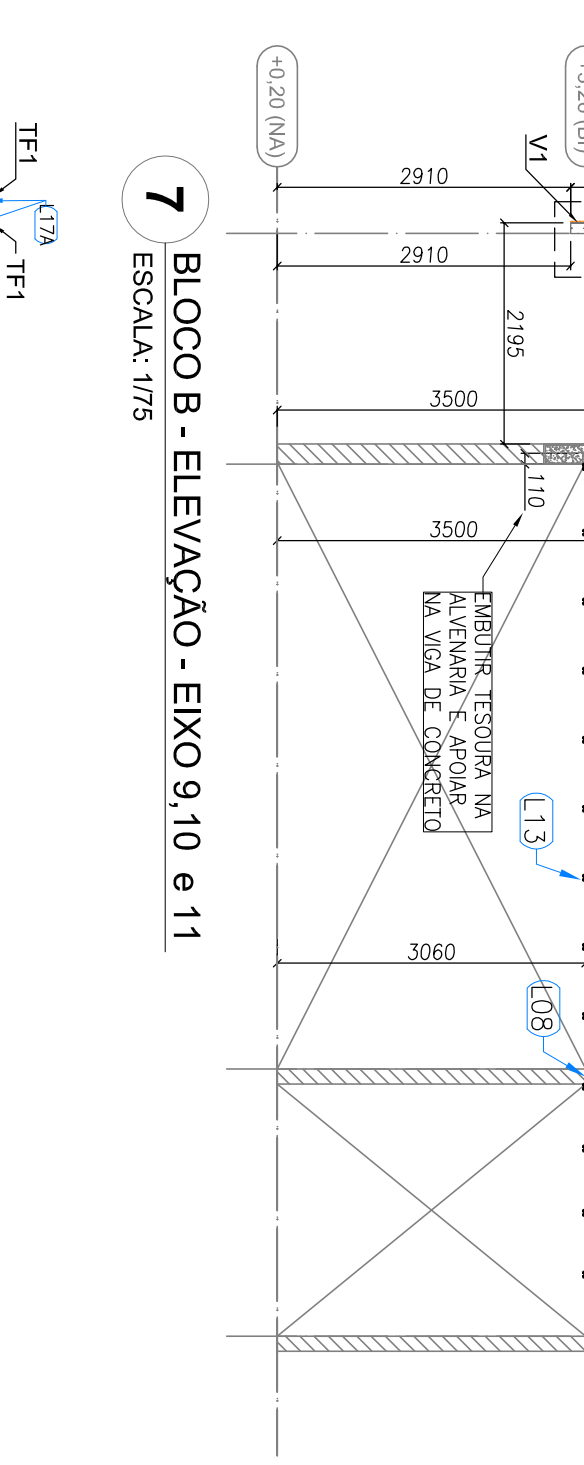 +0,20 (NA)
V1
2910
2910
2195
3500
110
3500
EMBUTIR TESOURA NA
ALVENARIA E APOIAR
NA VIGA DE CONCRETO
L13
3060
L08
7
BLOCO B - ELEVAÇÃO - EIXO 9,10 e 11
ESCALA: 1/75
TF1
L17A
TF1